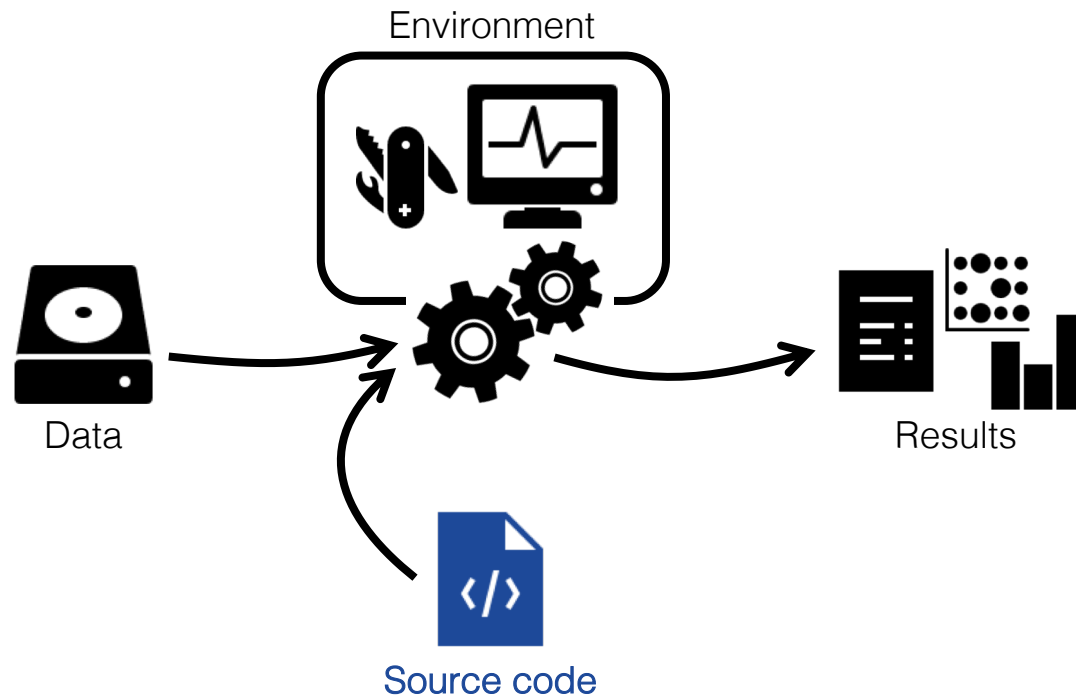 Environment
Data
Results
</>
Source code